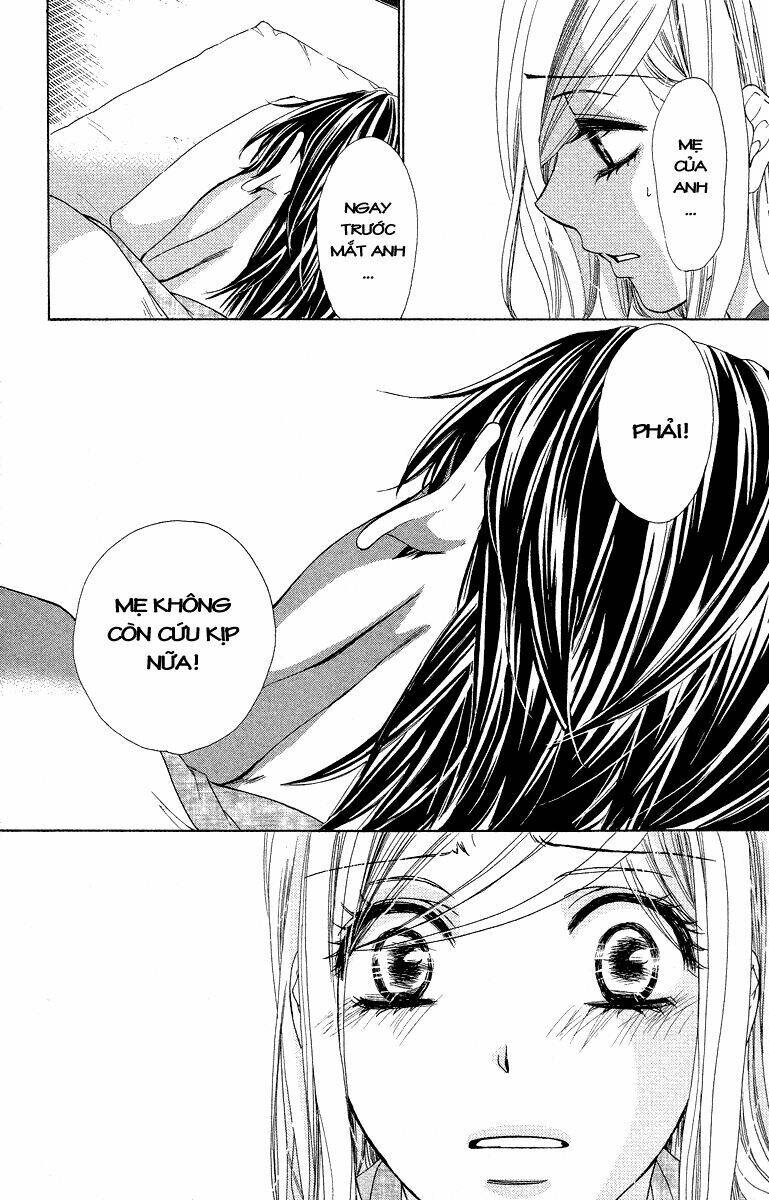 MẸ
CỦA
ANH
...
NGAY
TRƯỚC
MẮT ANH
...
PHẢI!
MẸ KHÔNG
CÒN CỨU KỊP
NỮA!